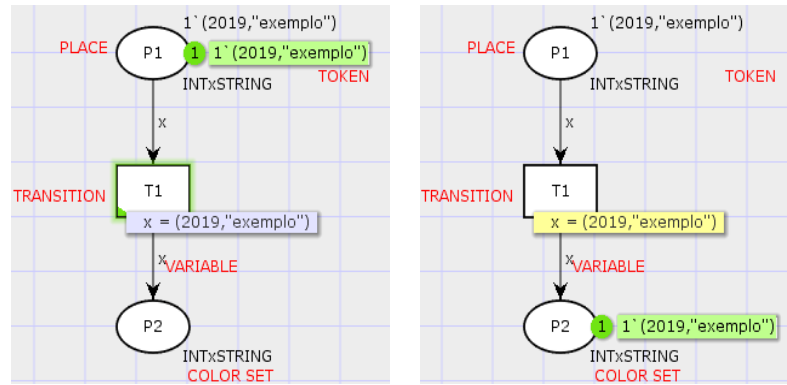 1`(2019,"exemplo")
PLACE
P1
1
1`(2019,"exemplo")
TOKEN
INTxSTRING
x
TRANSITION
T1
x = (2019,"exemplo")
x
VARIABLE
P2
INTxSTRING
COLOR SET
1`(2019,"exemplo")
PLACE
P1
TOKEN
INTxSTRING
x
TRANSITION
T1
x = (2019,"exemplo")
x
VARIABLE
P2
1
1`(2019,"exemplo")
INTxSTRING
COLOR SET